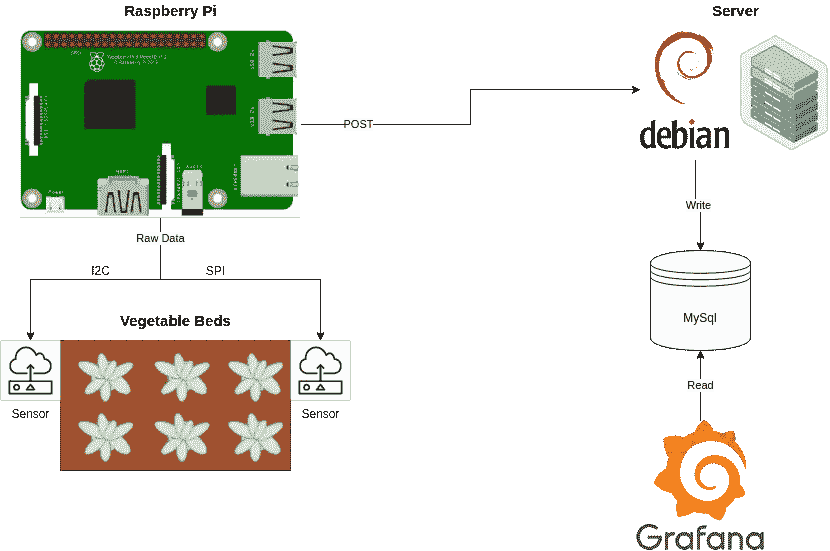 Raspberry Pi
Server
POST
debian
Write
Raw Data
I2C
SPI
MySql
Vegetable Beds
Read
Sensor
Sensor
Grafana